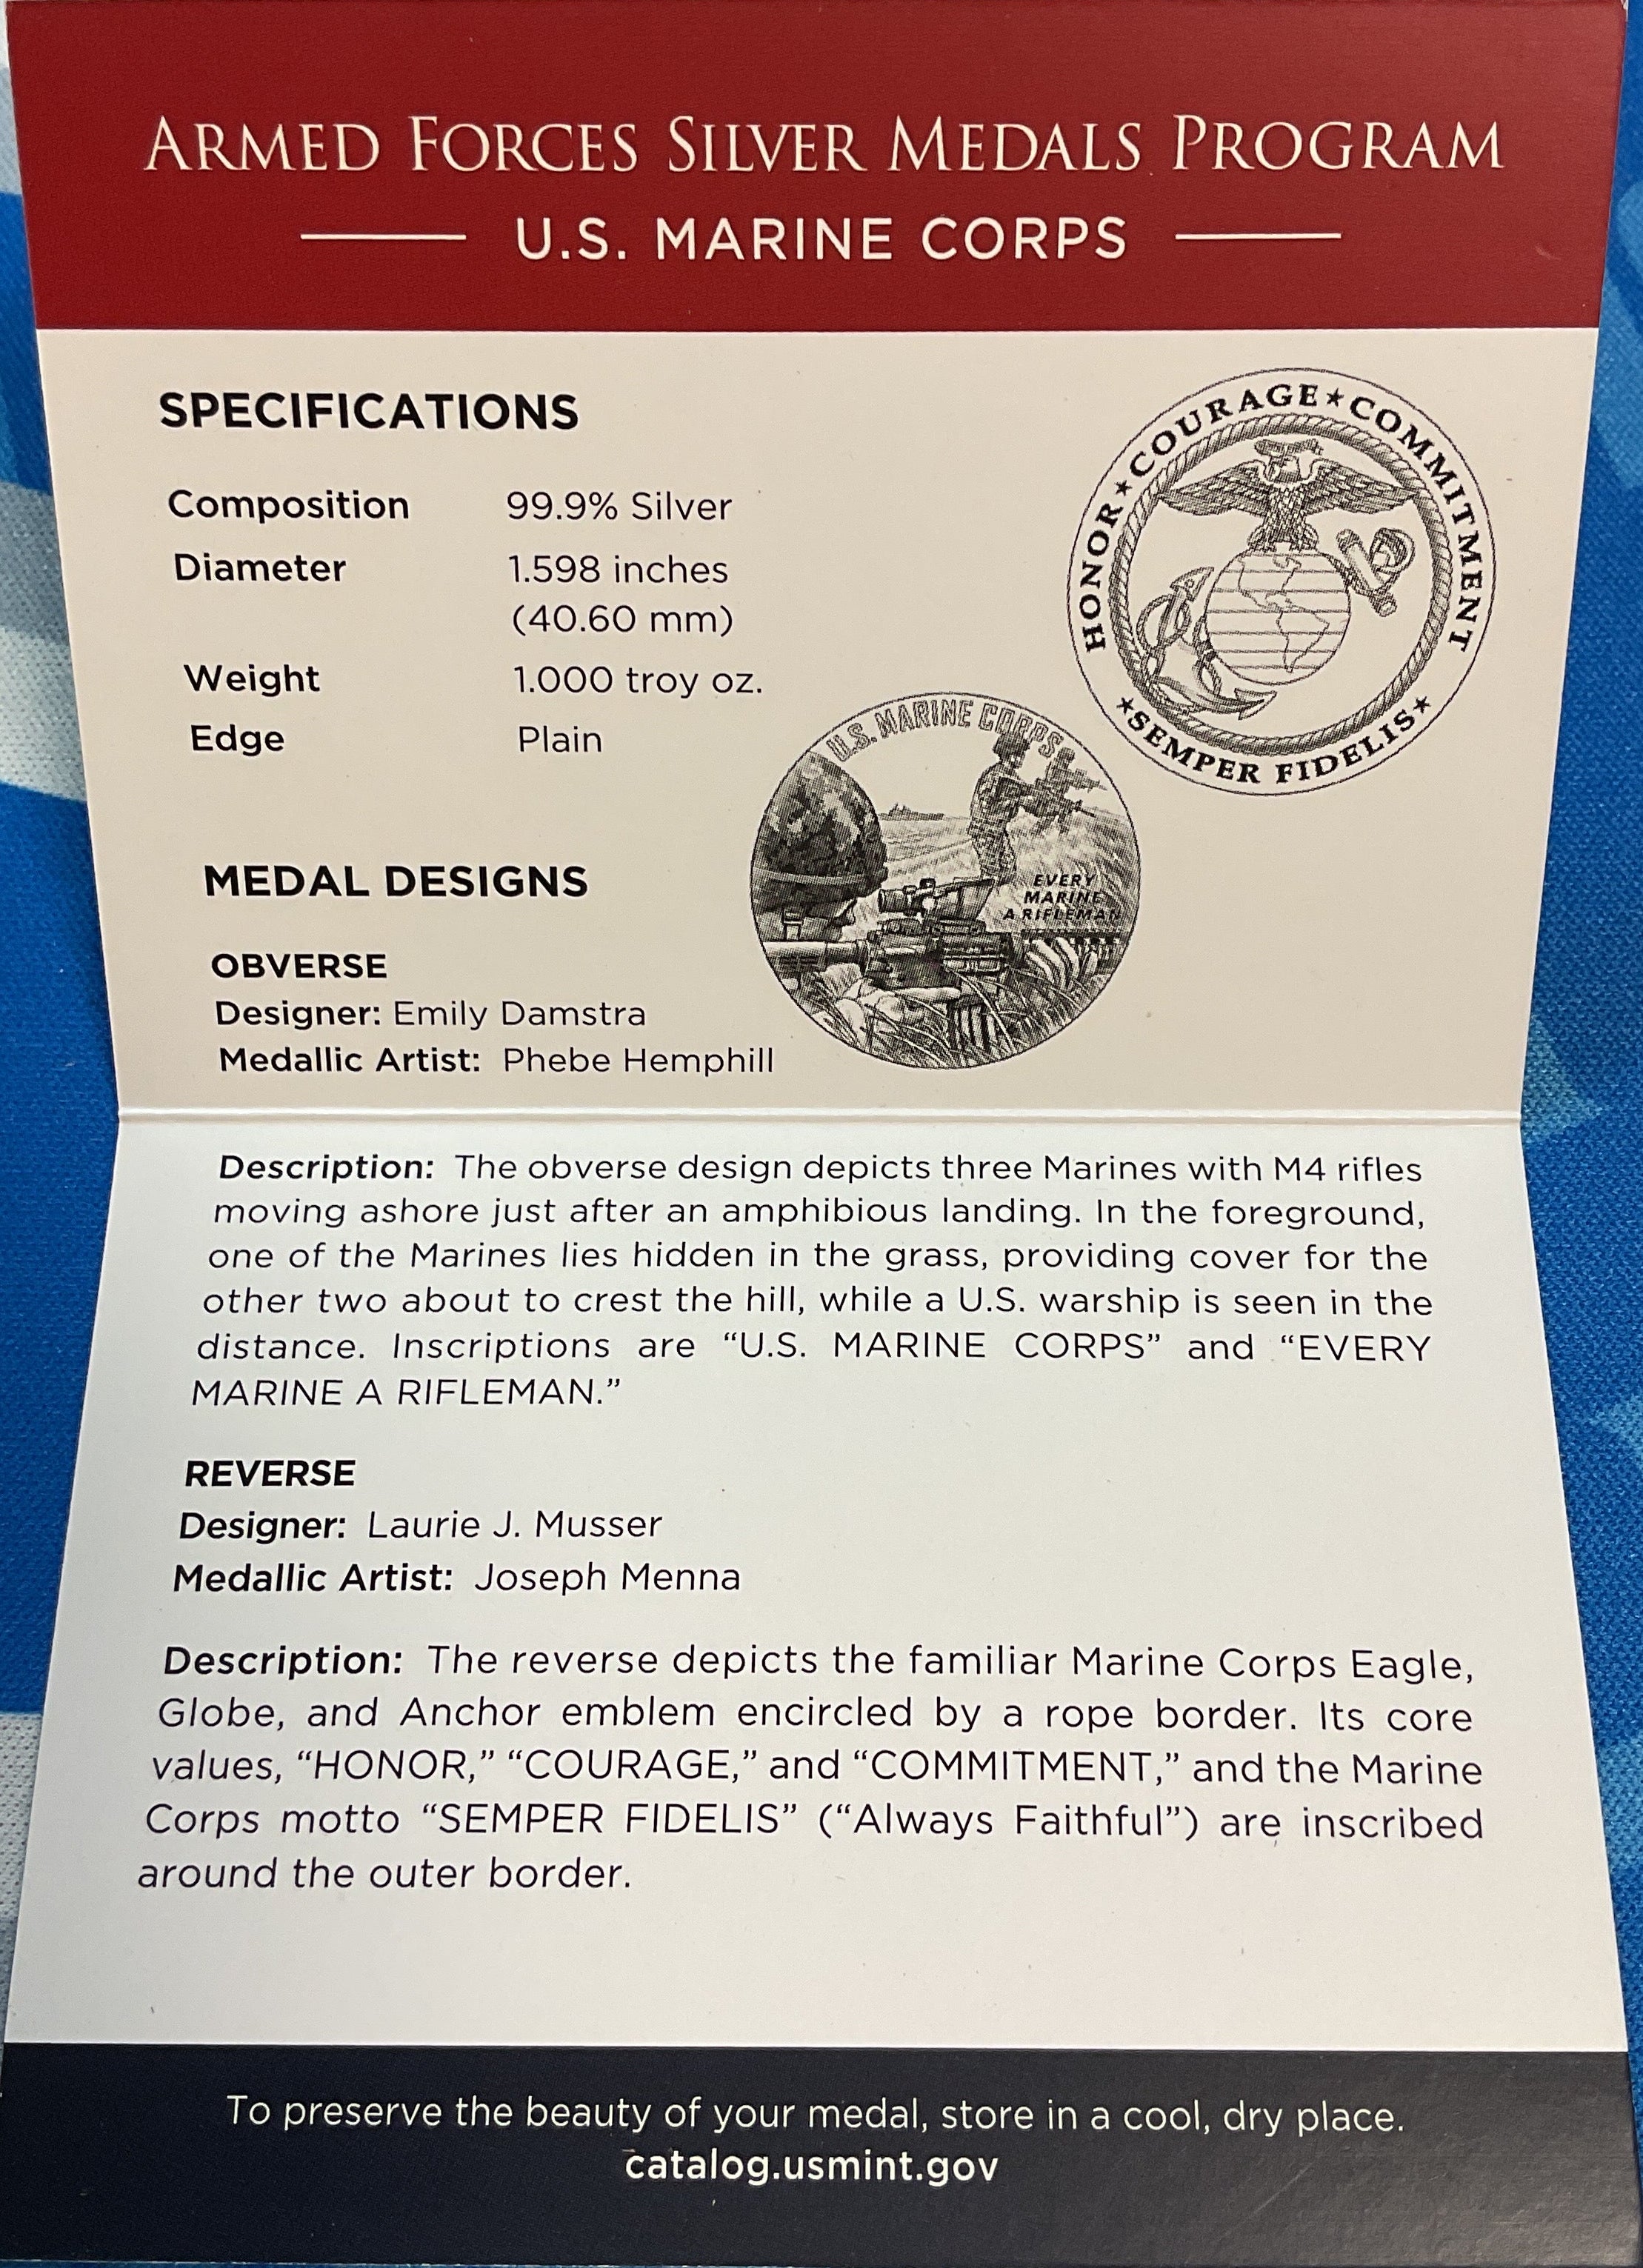 ARMED FORCES SILVER MEDALS PROGRAM
U.S. MARINE CORPS
SPECIFICATIONS
Composition 99.9% Silver
Diameter 1.598 inches
(40.60 mm)
Weight 1.000 troy oz.
Edge Plain
HONOR★COURAGE★COMMITMENT
★SEMPER FIDELIS★
U.S. MARINE CORPS
EVERY
MARINE
A RIFLEMAN
MEDAL DESIGNS
OBVERSE
Designer: Emily Damstra
Medallic Artist: Phebe Hemphill
Description: The obverse design depicts three Marines with M4 rifles
moving ashore just after an amphibious landing. In the foreground,
one of the Marines lies hidden in the grass, providing cover for the
other two about to crest the hill, while a U.S. warship is seen in the
distance. Inscriptions are “U.S. MARINE CORPS” and “EVERY
MARINE A RIFLEMAN.”
REVERSE
Designer: Laurie J. Musser
Medallic Artist: Joseph Menna
Description: The reverse depicts the familiar Marine Corps Eagle,
Globe, and Anchor emblem encircled by a rope border. Its core
values, “HONOR,” “COURAGE,” and “COMMITMENT,” and the Marine
Corps motto “SEMPER FIDELIS” (“Always Faithful”) are inscribed
around the outer border.
To preserve the beauty of your medal, store in a cool, dry place.
catalog.usmint.gov